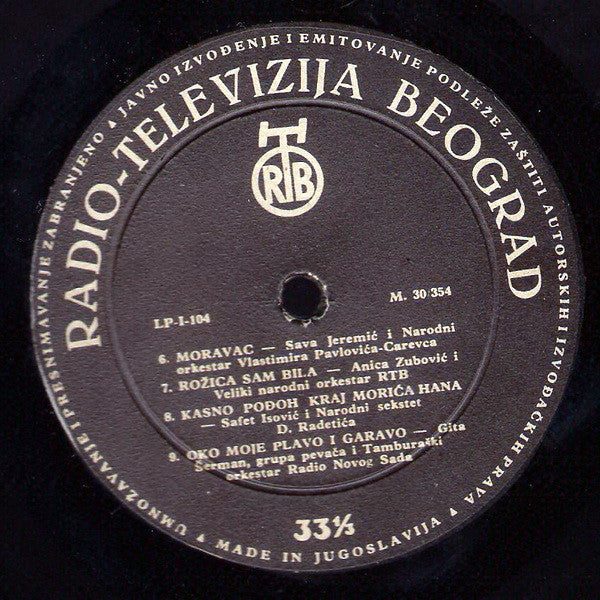 UMNOŽAVANJE I PRESNIMAVANJE ZABRANJENO ▲ JAVNO IZVOĐENJE I EMITOVANJE PODLEŽE ZAŠTITI AUTORSKIH I IZVOĐAČKIH PRAVA ▲
RADIO-TELEVIZIJA BEOGRAD
RTB
LP-I-104
M. 30/354
6. MORAVAC — Sava Jeremić i Narodni
orkestar Vlastimira Pavlovića-Carevca
7. ROŽICA SAM BILA — Anica Zubović i
Veliki narodni orkestar RTB
8. KASNO POĐOH KRAJ MORIĆA HANA
— Safet Isović i Narodni sekstet
D. Radetića
9. OKO MOJE PLAVO I GARAVO — Gita
Šerman, grupa pevača i Tamburaški
orkestar Radio Novog Sada
33⅓
MADE IN JUGOSLAVIJA ▲